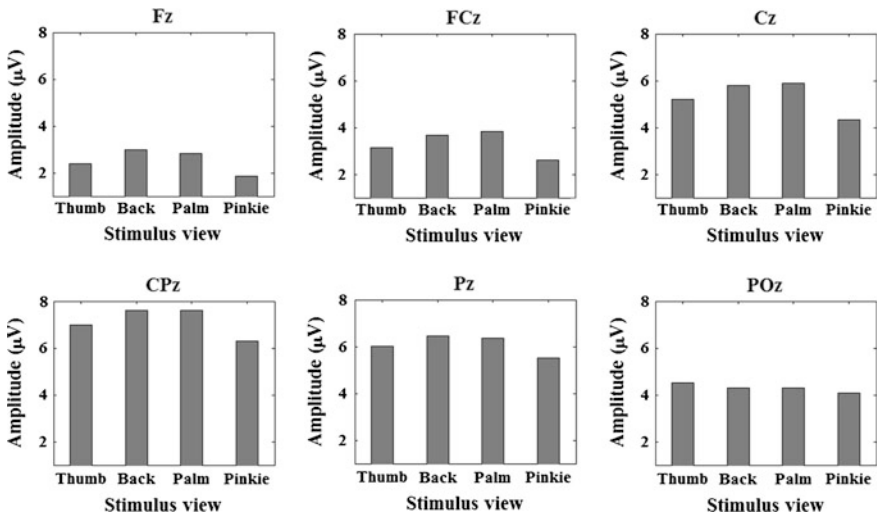 Fz
8
6
4
2
Amplitude (μV)
Thumb Back Palm Pinkie
Stimulus view
FCz
8
6
4
2
Amplitude (μV)
Thumb Back Palm Pinkie
Stimulus view
Cz
8
6
4
2
Amplitude (μV)
Thumb Back Palm Pinkie
Stimulus view
CPz
8
6
4
2
Amplitude (μV)
Thumb Back Palm Pinkie
Stimulus view
Pz
8
6
4
2
Amplitude (μV)
Thumb Back Palm Pinkie
Stimulus view
POz
8
6
4
2
Amplitude (μV)
Thumb Back Palm Pinkie
Stimulus view